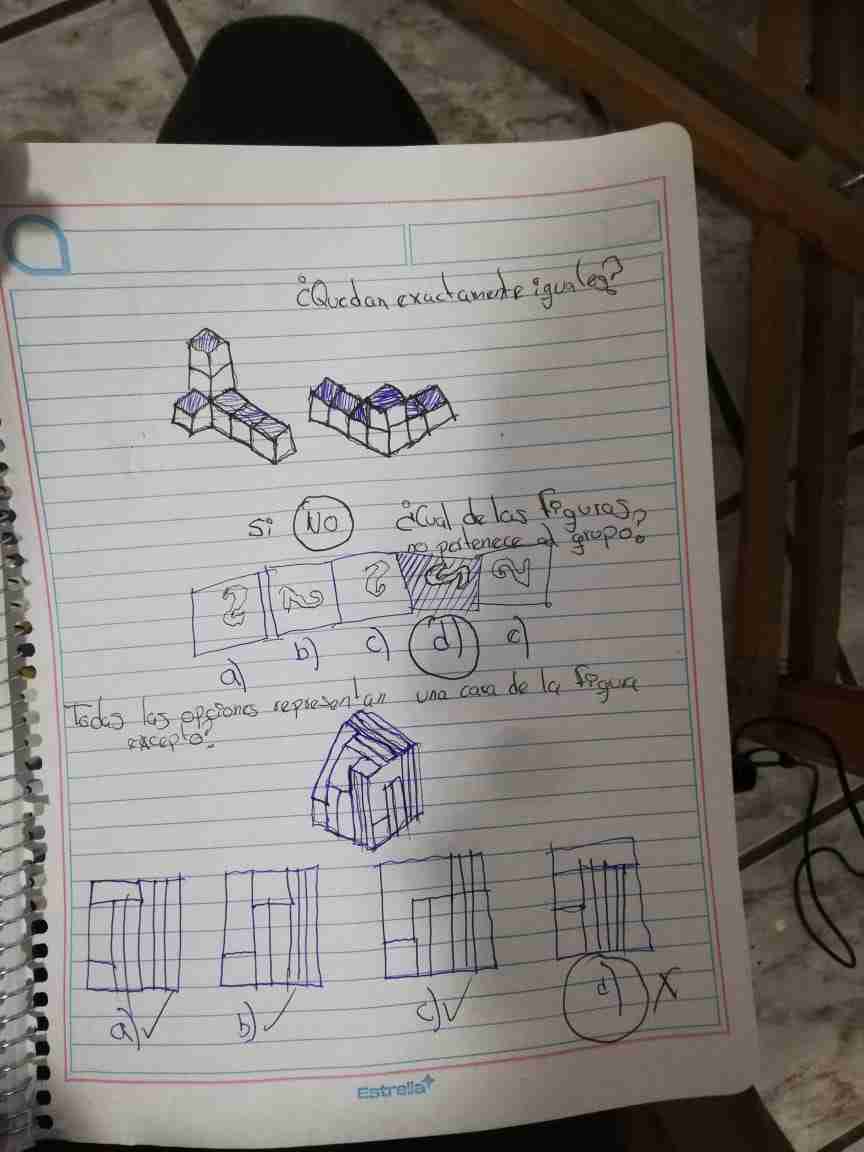 ¿Quedan exactamente iguales?
Si NO ¿Cual de las figuras
no pertenece al grupo?
a) b) c) d) e)
Todas las opciones representan una cara de la figura
excepto:
a) ✓ b) ✓ c) ✓ d) X
Estrella